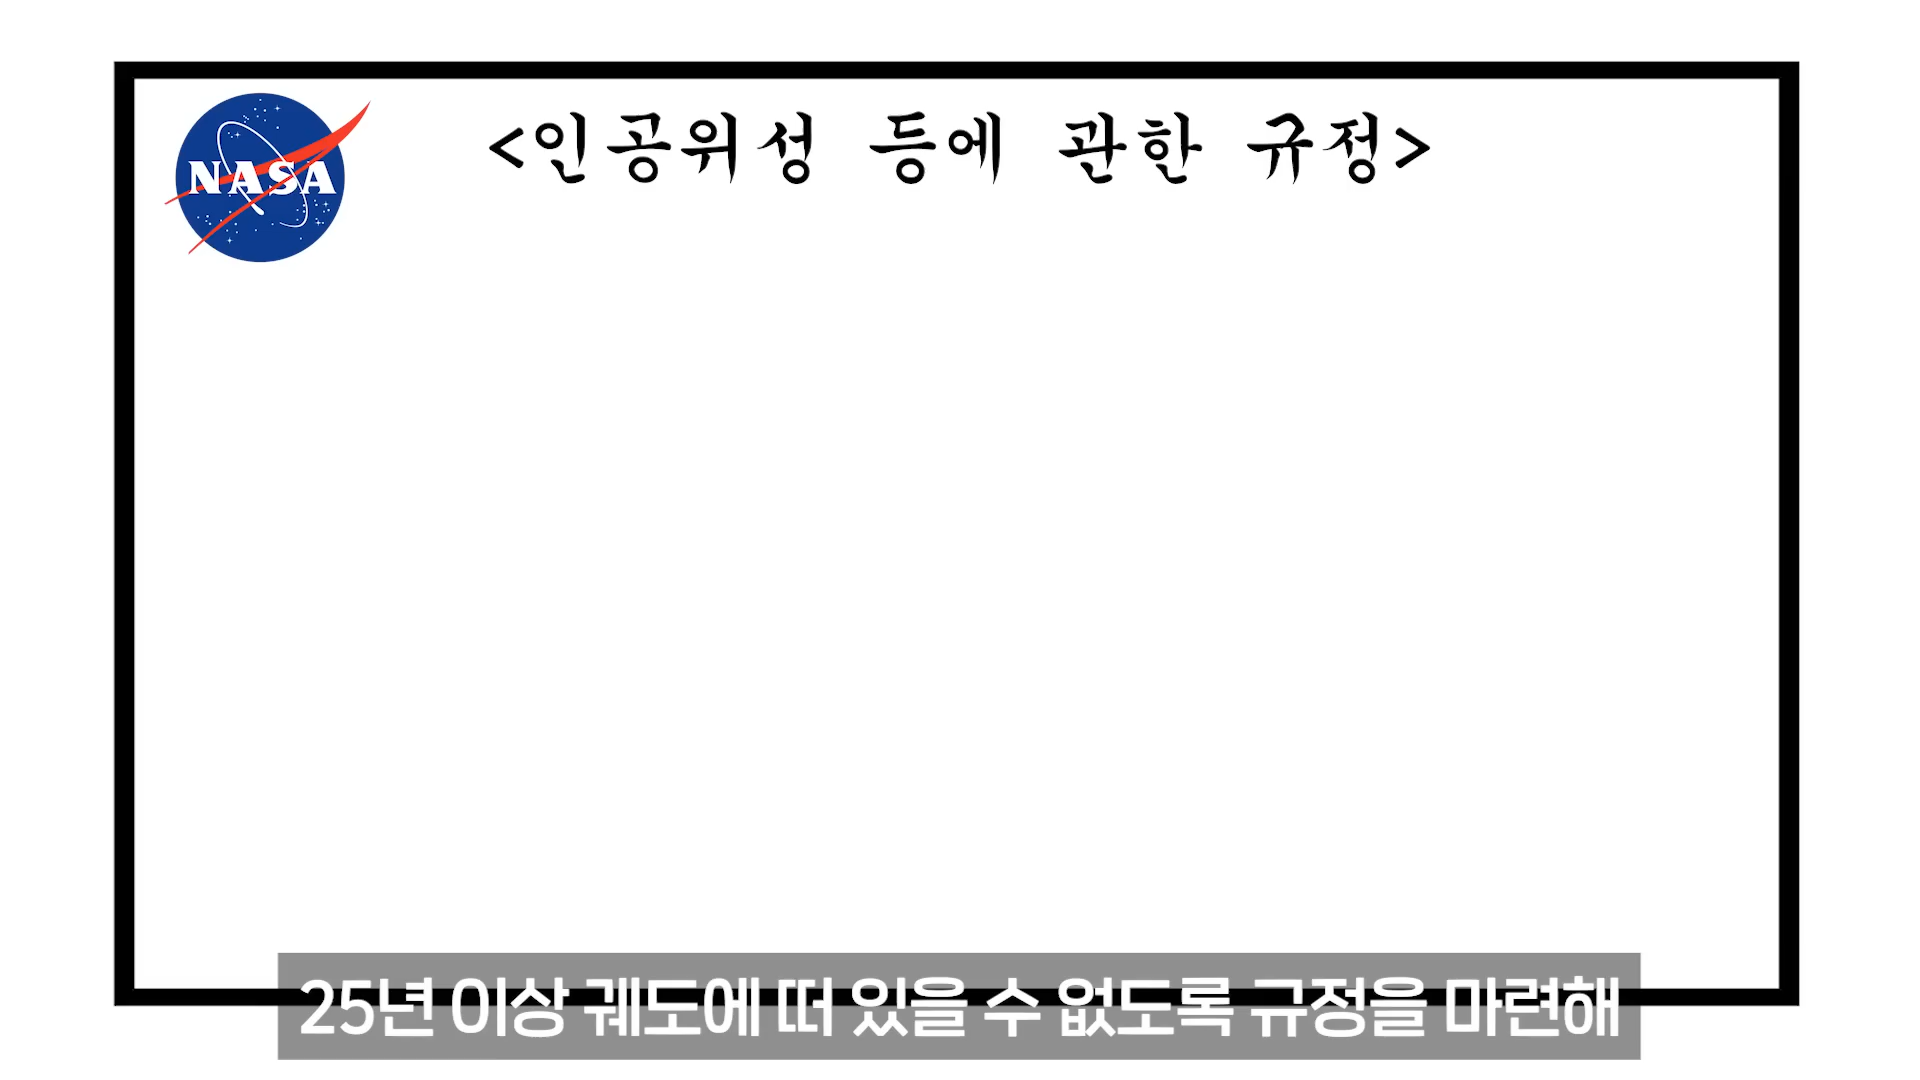 NASA
<인공위성 등에 관한 규정>
25년 이상 궤도에 떠 있을 수 없도록 규정을 마련해